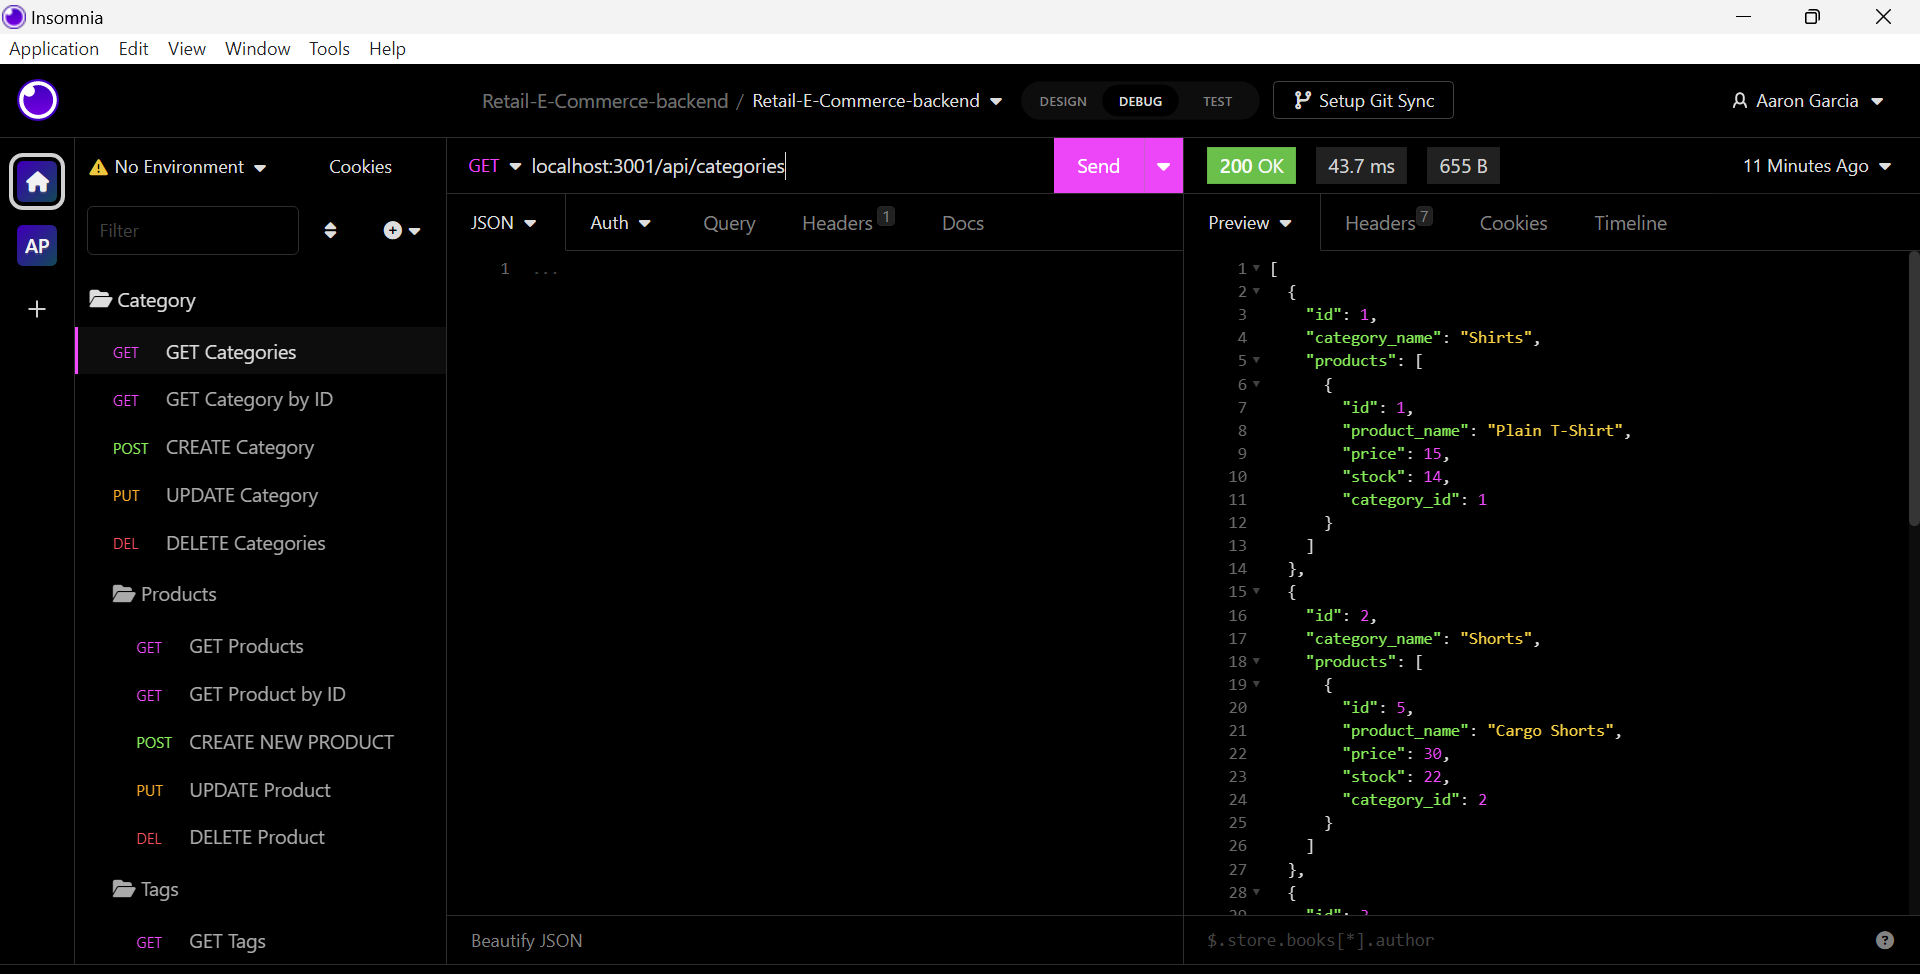 Insomnia
Application Edit View Window Tools Help
Retail-E-Commerce-backend / Retail-E-Commerce-backend DESIGN DEBUG TEST Setup Git Sync Aaron Garcia
No Environment Cookies
Filter
AP
Category
GET GET Categories
GET GET Category by ID
POST CREATE Category
PUT UPDATE Category
DEL DELETE Categories
Products
GET GET Products
GET GET Product by ID
POST CREATE NEW PRODUCT
PUT UPDATE Product
DEL DELETE Product
Tags
GET GET Tags
GET localhost:3001/api/categories Send
JSON Auth Query Headers 1 Docs
1 ...
Beautify JSON
200 OK 43.7 ms 655 B 11 Minutes Ago
Preview Headers 7 Cookies Timeline
1 [
2 {
3 "id": 1,
4 "category_name": "Shirts",
5 "products": [
6 {
7 "id": 1,
8 "product_name": "Plain T-Shirt",
9 "price": 15,
10 "stock": 14,
11 "category_id": 1
12 }
13 ]
14 },
15 {
16 "id": 2,
17 "category_name": "Shorts",
18 "products": [
19 {
20 "id": 5,
21 "product_name": "Cargo Shorts",
22 "price": 30,
23 "stock": 22,
24 "category_id": 2
25 }
26 ]
27 },
28 {
29 "id": 3
$.store.books[*].author